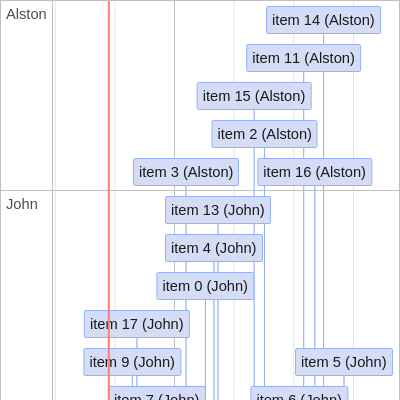 Alston
item 14 (Alston)
item 11 (Alston)
item 15 (Alston)
item 2 (Alston)
item 3 (Alston)
item 16 (Alston)
John
item 13 (John)
item 4 (John)
item 0 (John)
item 17 (John)
item 9 (John)
item 5 (John)
item 7 (John)
item 6 (John)